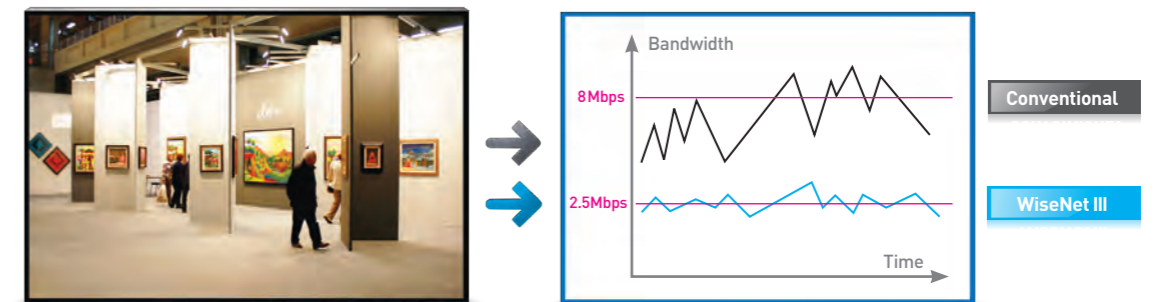 Bandwidth
8Mbps
Conventional
2.5Mbps
WiseNet III
Time